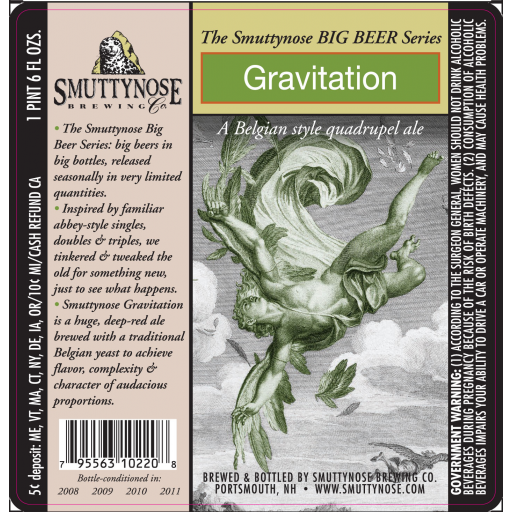 1 PINT 6 FL OZS.
5¢ deposit: ME, VT, MA, CT, NY, DE, IA, OR/10¢ MI/CASH REFUND CA
SMUTTYNOSE
BREWING Co.
• The Smuttynose Big
Beer Series: big beers in
big bottles, released
seasonally in very limited
quantities.
• Inspired by familiar
abbey-style singles,
doubles & triples, we
tinkered & tweaked the
old for something new,
just to see what happens.
• Smuttynose Gravitation
is a huge, deep-red ale
brewed with a traditional
Belgian yeast to achieve
flavor, complexity &
character of audacious
proportions.
7 95563 10220 8
Bottle-conditioned in:
2008 2009 2010 2011
The Smuttynose BIG BEER Series
Gravitation
A Belgian style quadrupel ale
BREWED & BOTTLED BY SMUTTYNOSE BREWING CO.
PORTSMOUTH, NH • WWW.SMUTTYNOSE.COM
GOVERNMENT WARNING: (1) ACCORDING TO THE SURGEON GENERAL, WOMEN SHOULD NOT DRINK ALCOHOLIC
BEVERAGES DURING PREGNANCY BECAUSE OF THE RISK OF BIRTH DEFECTS. (2) CONSUMPTION OF ALCOHOLIC
BEVERAGES IMPAIRS YOUR ABILITY TO DRIVE A CAR OR OPERATE MACHINERY, AND MAY CAUSE HEALTH PROBLEMS.